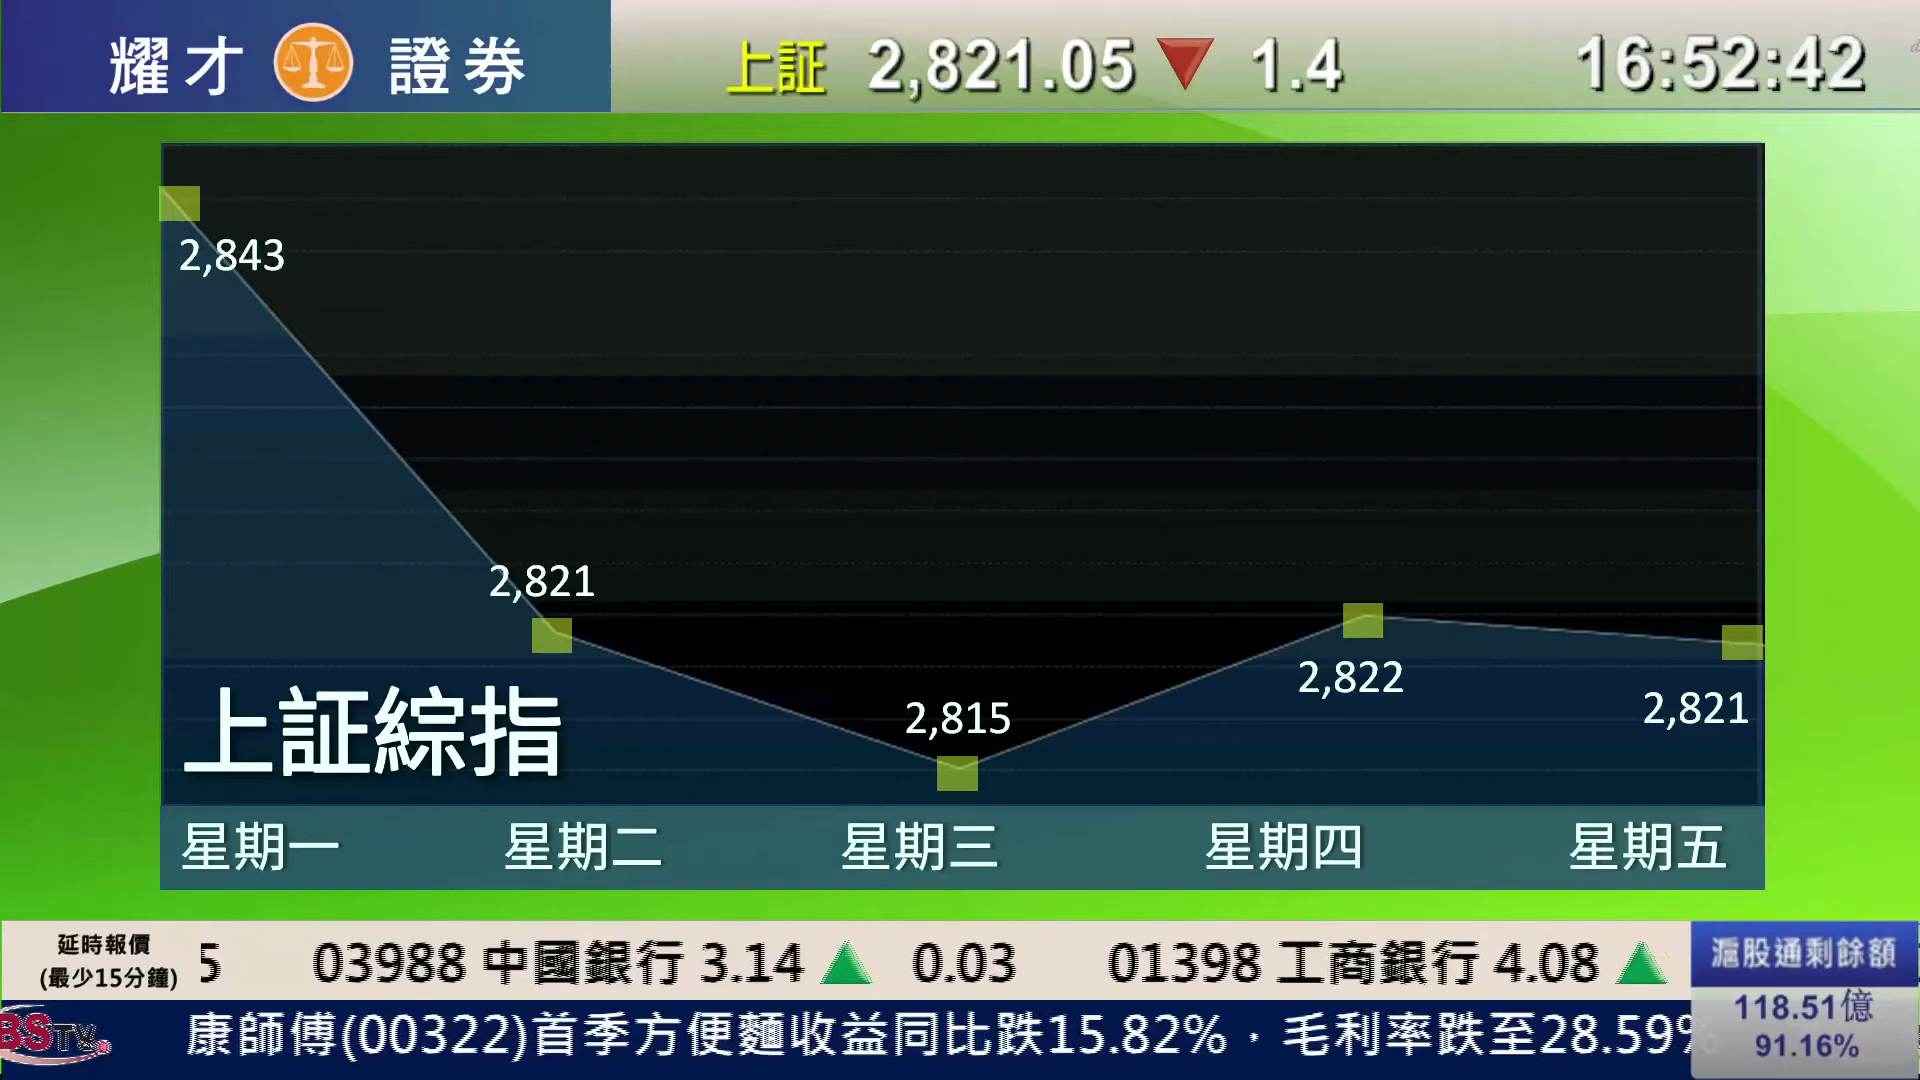 耀才 證券
上証 2,821.05 ▼ 1.4
16:52:42
2,843
2,821
2,815
2,822
2,821
上証綜指
星期一 星期二 星期三 星期四 星期五
延時報價
(最少15分鐘)
5 03988 中國銀行 3.14 ▲ 0.03 01398 工商銀行 4.08 ▲
滬股通剩餘額
118.51億
91.16%
BSTV
康師傅(00322)首季方便麵收益同比跌15.82%，毛利率跌至28.59%